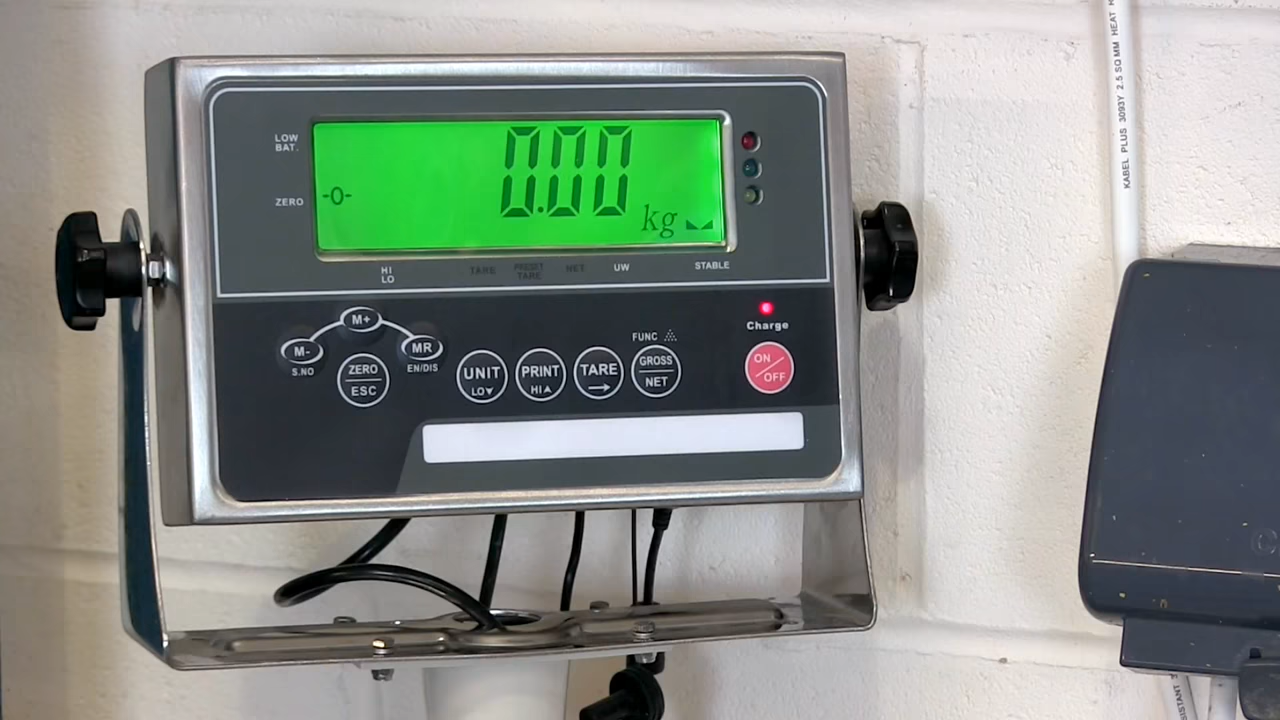 LOW
BAT.
ZERO
-0-
0.00
kg
HI
LO
TARE
PRESET
TARE
NET
UW
STABLE
M+
M-
MR
S.NO
EN/DIS
ZERO
ESC
UNIT
LO▼
PRINT
HI▲
TARE
→
FUNC
GROSS
NET
Charge
ON
OFF
KABEL PLUS 3093Y 2.5 SQ MM HEAT